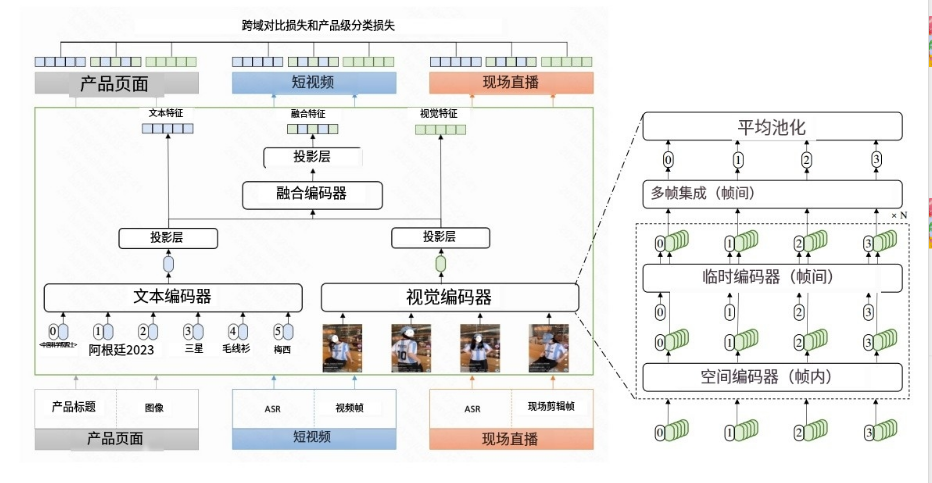 跨域对比损失和产品级分类损失
产品页面
短视频
现场直播
文本特征
融合特征
视觉特征
投影层
融合编码器
投影层
投影层
文本编码器
视觉编码器
0 1 2 3 4 5
阿根廷2023 三星 毛线衫 梅西
产品标题 图像 ASR 视频帧 ASR 现场剪辑帧
产品页面
短视频
现场直播
平均池化
0 1 2 3
多帧集成（帧间）
× N
0 1 2 3
临时编码器（帧间）
0 1 2 3
0 1 2 3
空间编码器（帧内）
0 1 2 3